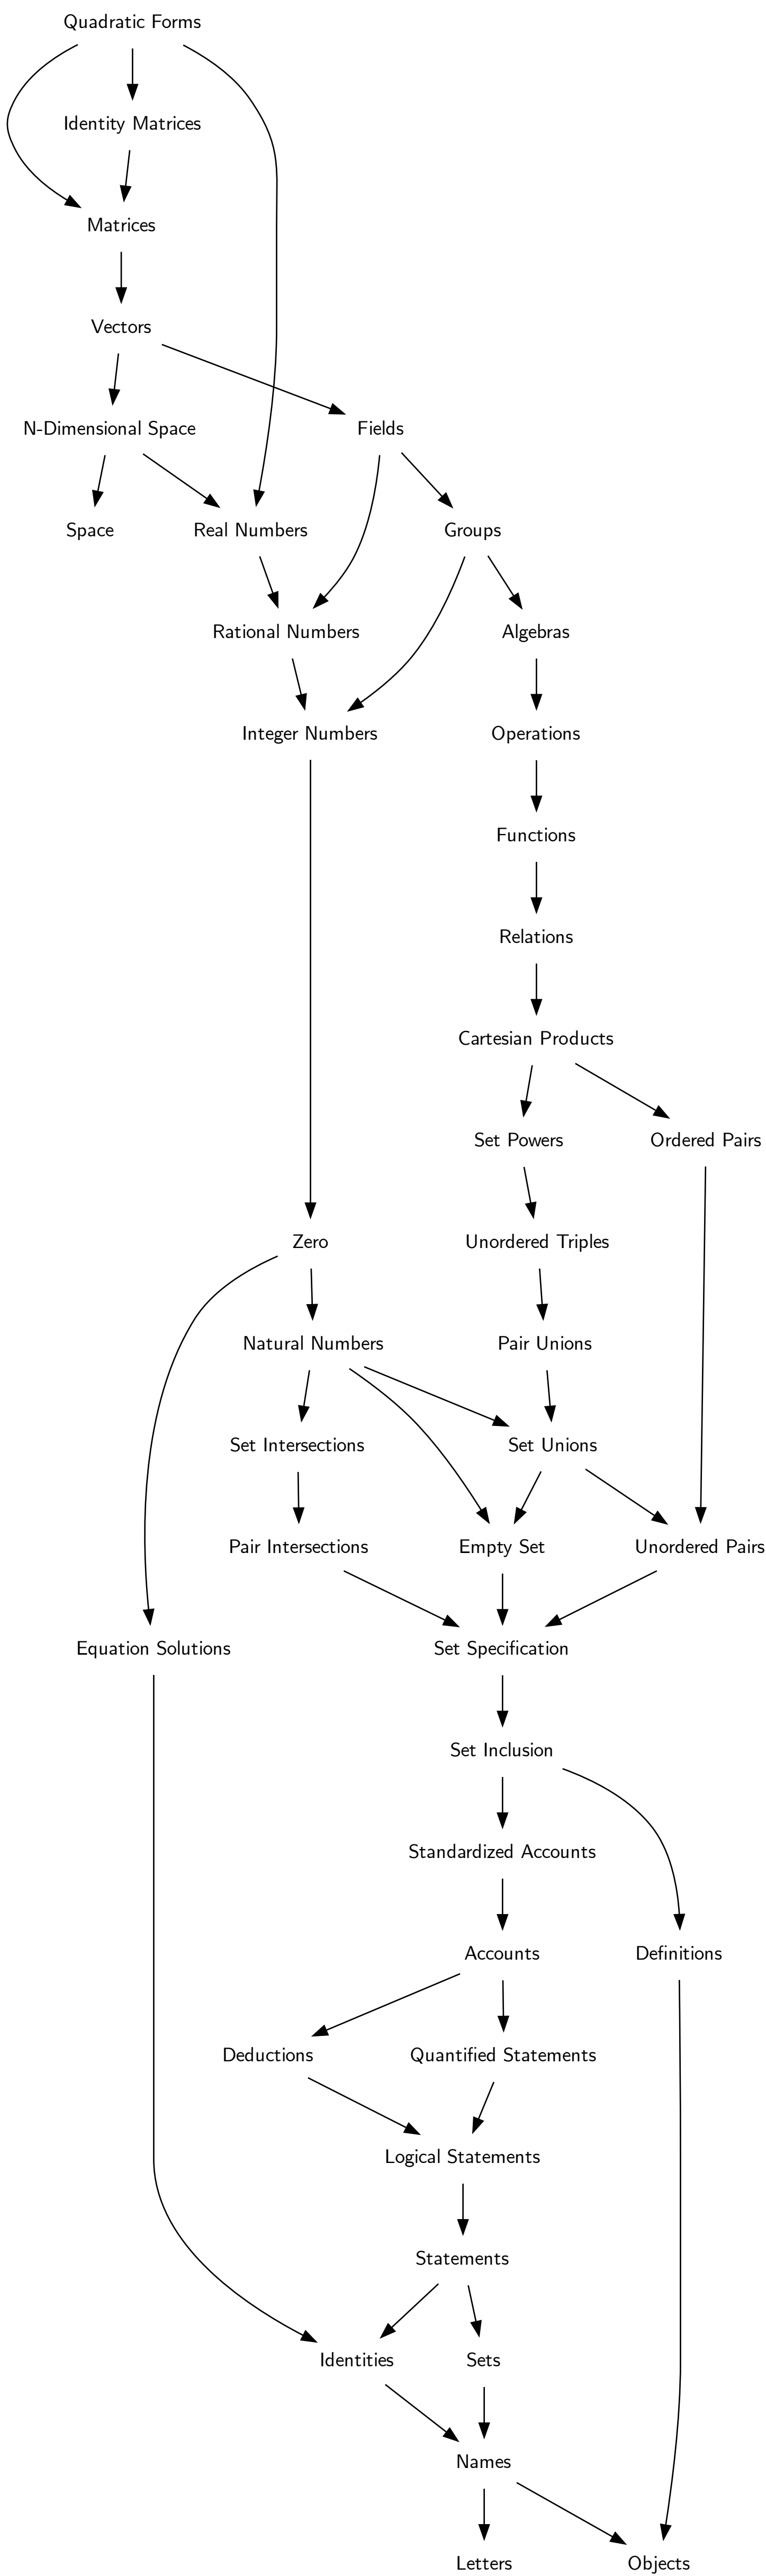 Quadratic Forms
Identity Matrices
Matrices
Vectors
N-Dimensional Space
Fields
Space
Real Numbers
Groups
Rational Numbers
Algebras
Integer Numbers
Operations
Functions
Relations
Cartesian Products
Set Powers
Ordered Pairs
Zero
Unordered Triples
Natural Numbers
Pair Unions
Set Intersections
Set Unions
Pair Intersections
Empty Set
Unordered Pairs
Equation Solutions
Set Specification
Set Inclusion
Standardized Accounts
Accounts
Definitions
Deductions
Quantified Statements
Logical Statements
Statements
Identities
Sets
Names
Letters
Objects